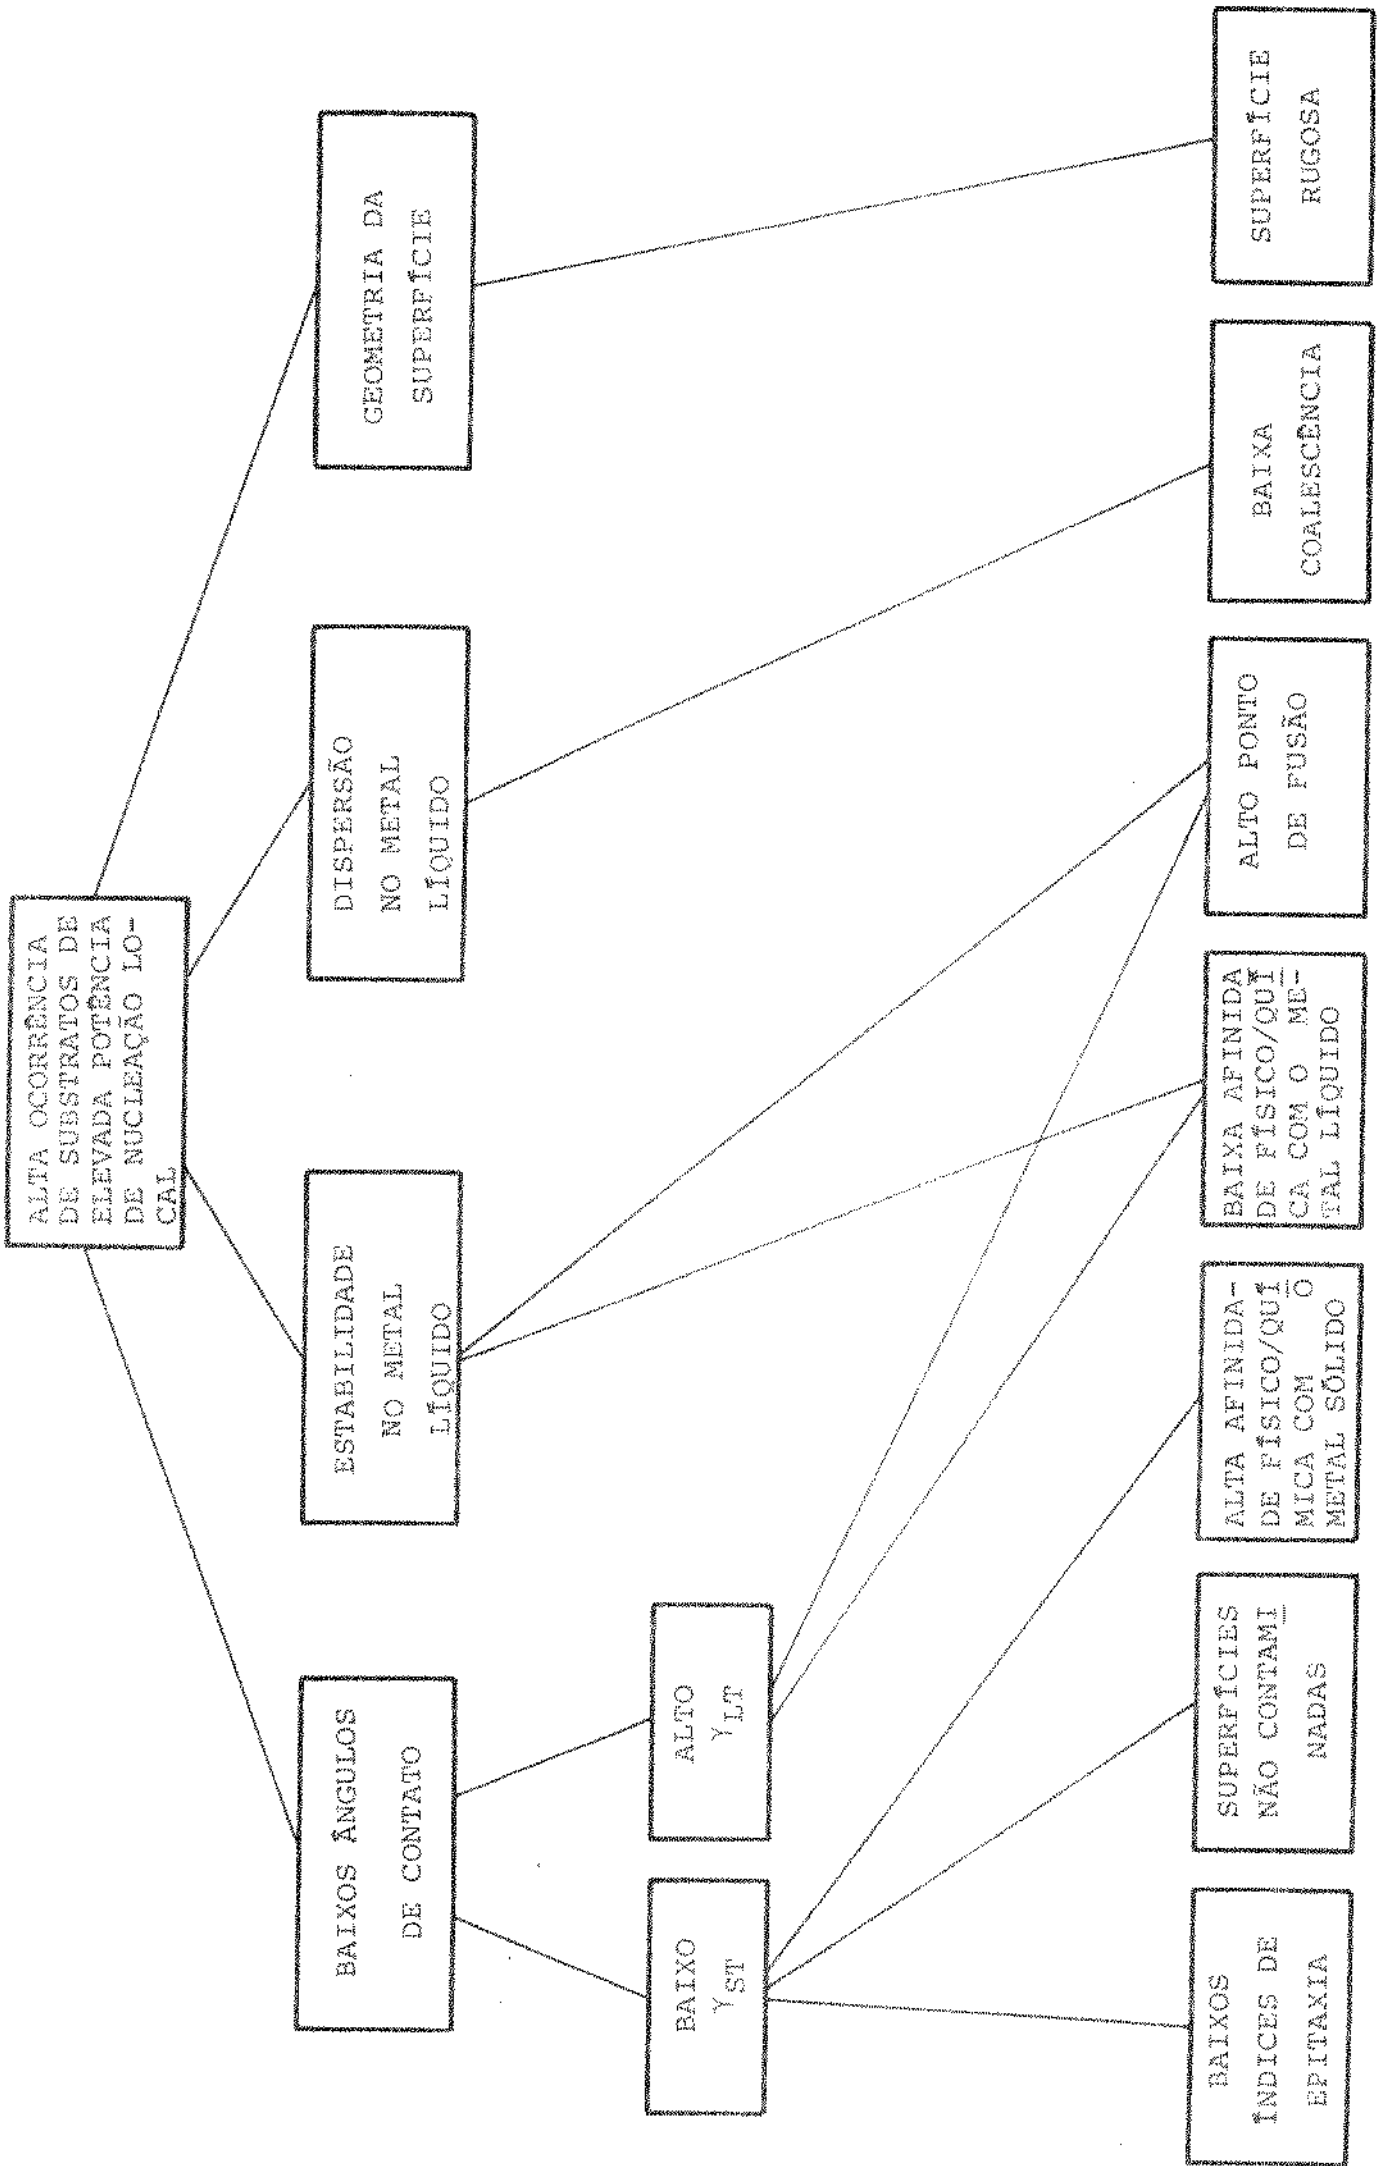 ALTA OCORRÊNCIA
DE SUBSTRATOS DE
ELEVADA POTÊNCIA
DE NUCLEAÇÃO LO-
CAL
BAIXOS ÂNGULOS
DE CONTATO
ESTABILIDADE
NO METAL
LÍQUIDO
DISPERSÃO
NO METAL
LÍQUIDO
GEOMETRIA DA
SUPERFÍCIE
BAIXO
γST
ALTO
γLT
BAIXOS
ÍNDICES DE
EPITAXIA
SUPERFÍCIES
NÃO CONTAMI
NADAS
ALTA AFINIDA-
DE FÍSICO/QUÍ
MICA COM O
METAL SÓLIDO
BAIXA AFINIDA
DE FÍSICO/QUÍ
CA COM O ME-
TAL LÍQUIDO
ALTO PONTO
DE FUSÃO
BAIXA
COALESCÊNCIA
SUPERFÍCIE
RUGOSA